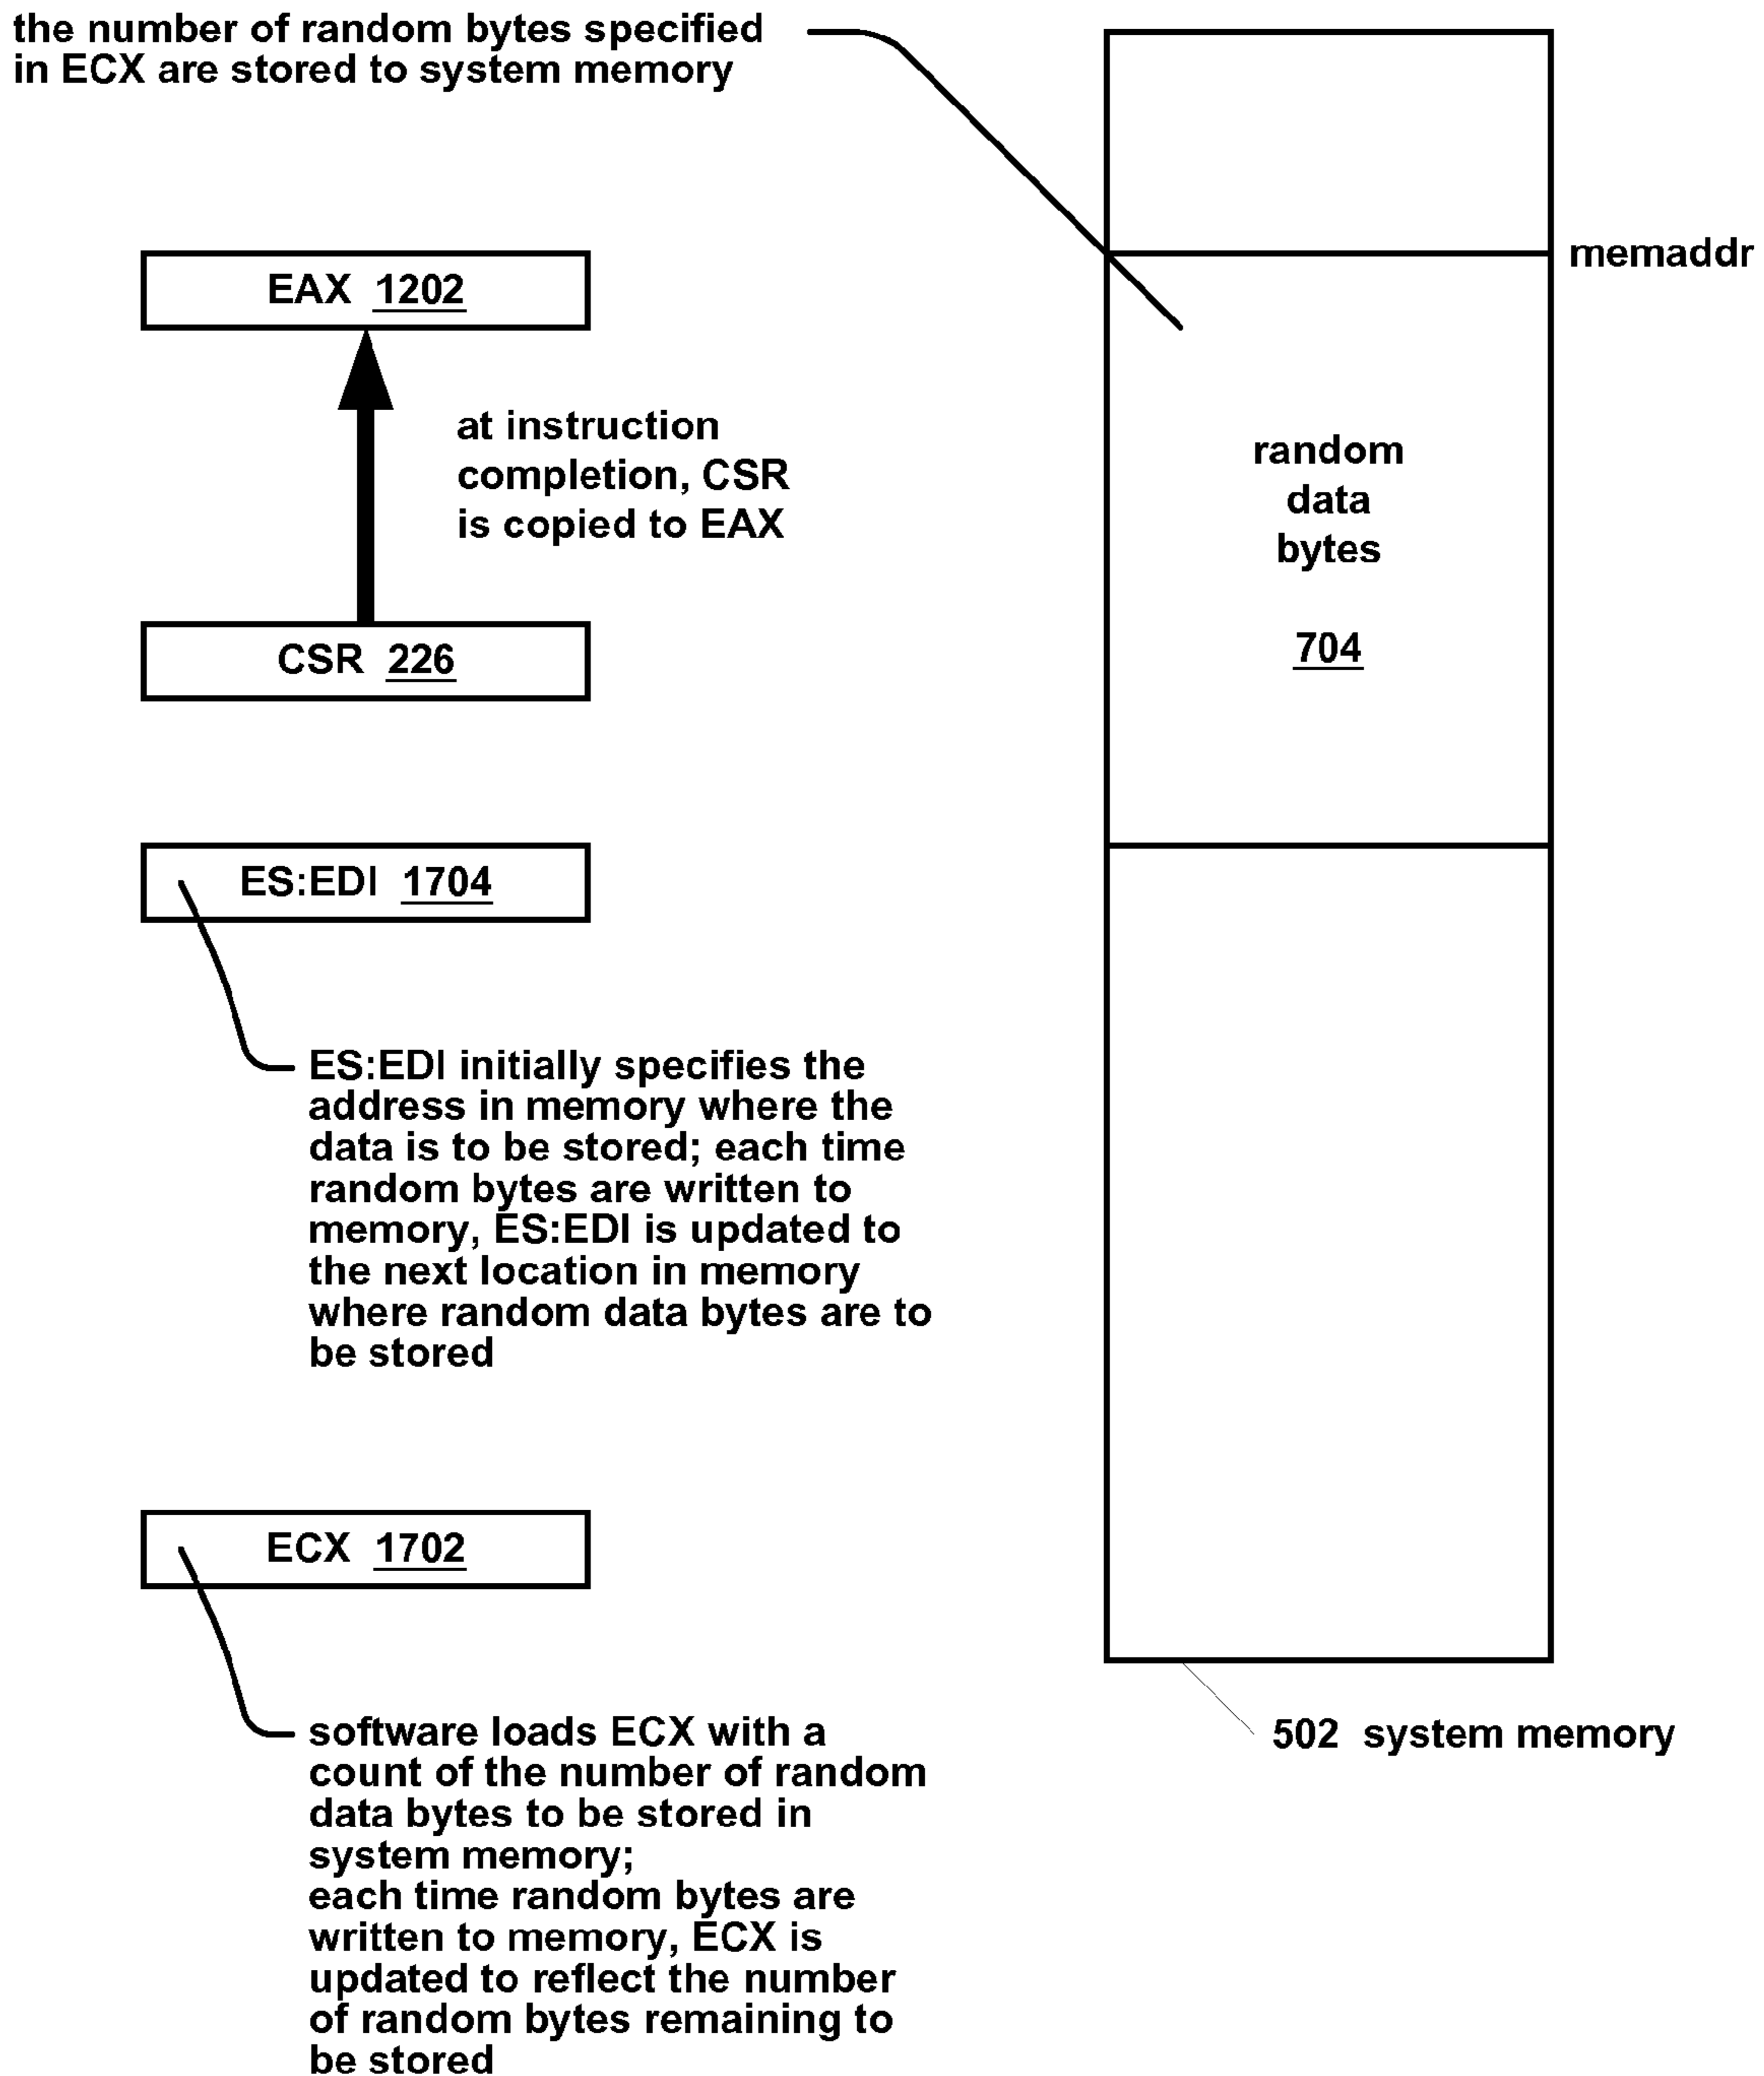 the number of random bytes specified
in ECX are stored to system memory
memaddr
EAX 1202
at instruction
completion, CSR
is copied to EAX
random
data
bytes
704
CSR 226
ES:EDI 1704
ES:EDI initially specifies the
address in memory where the
data is to be stored; each time
random bytes are written to
memory, ES:EDI is updated to
the next location in memory
where random data bytes are to
be stored
ECX 1702
software loads ECX with a
count of the number of random
data bytes to be stored in
system memory;
each time random bytes are
written to memory, ECX is
updated to reflect the number
of random bytes remaining to
be stored
502 system memory